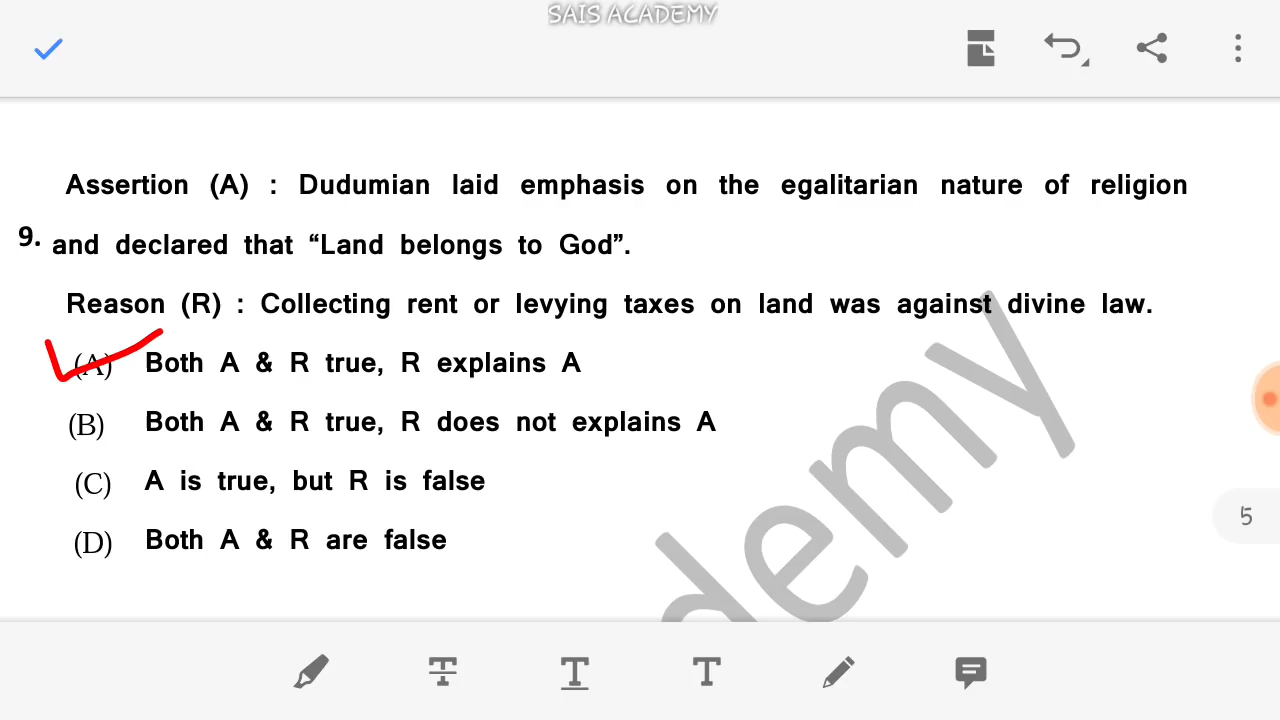 SAIS ACADEMY
Assertion (A) : Dudumian laid emphasis on the egalitarian nature of religion
9. and declared that “Land belongs to God”.
Reason (R) : Collecting rent or levying taxes on land was against divine law.
(A) Both A & R true, R explains A
(B) Both A & R true, R does not explains A
(C) A is true, but R is false
(D) Both A & R are false
demy
5
T T T